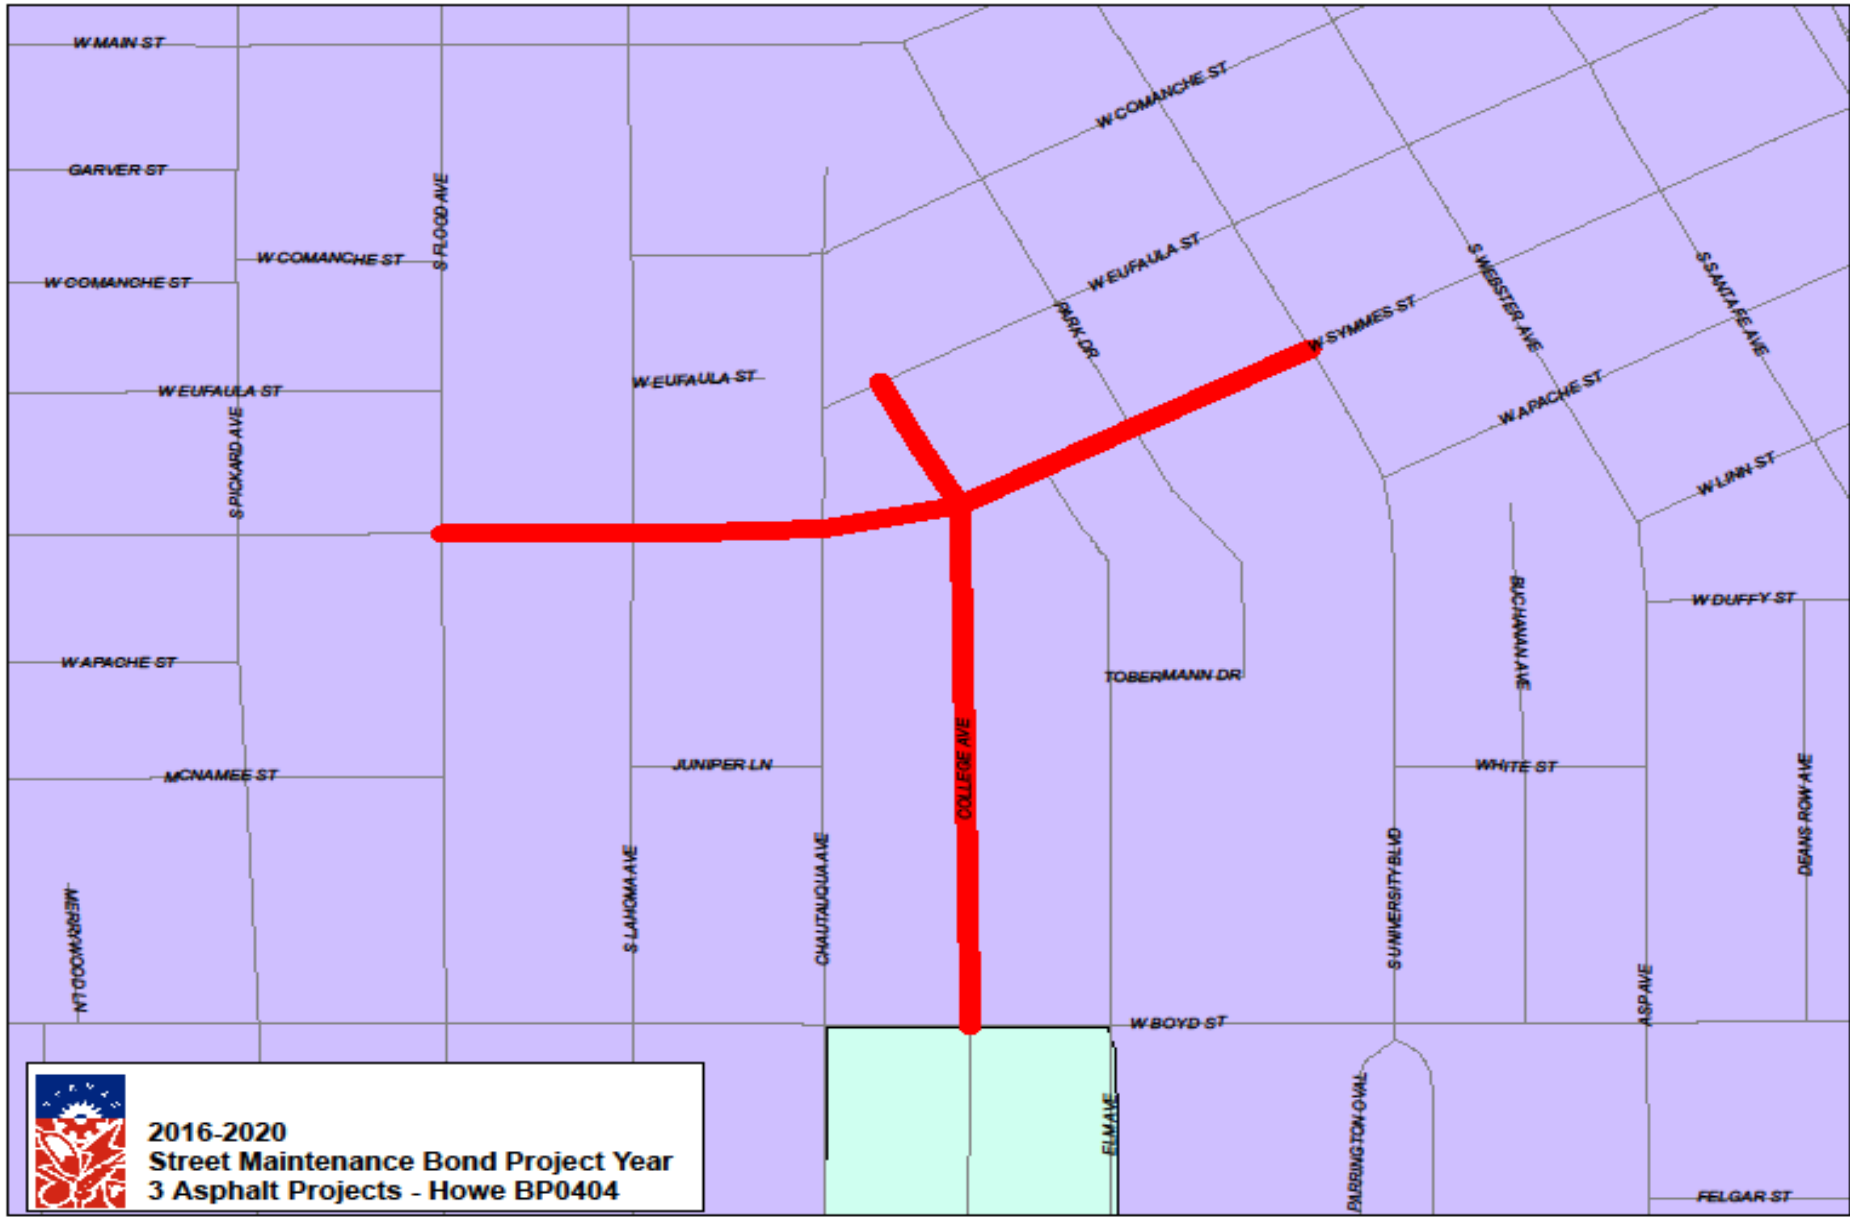 W MAIN ST
W COMANCHE ST
GARVER ST
S FLOOD AVE
W COMANCHE ST
W COMANCHE ST
W EUFAULA ST
S WEBSTER AVE
S SANTA FE AVE
PARK DR
W SYMMES ST
W EUFAULA ST
W EUFAULA ST
W APACHE ST
S PICKARD AVE
W LINN ST
BUCHANAN AVE
W DUFFY ST
W APACHE ST
TOBERMANN DR
COLLEGE AVE
MCNAMEE ST
JUNIPER LN
WHITE ST
DEANS ROW AVE
S LAHOMA AVE
CHAUTAUQUA AVE
S UNIVERSITY BLVD
MERRYWOOD LN
ASP AVE
W BOYD ST
ELM AVE
PARRINGTON OVAL
FELGAR ST
2016-2020
Street Maintenance Bond Project Year
3 Asphalt Projects - Howe BP0404